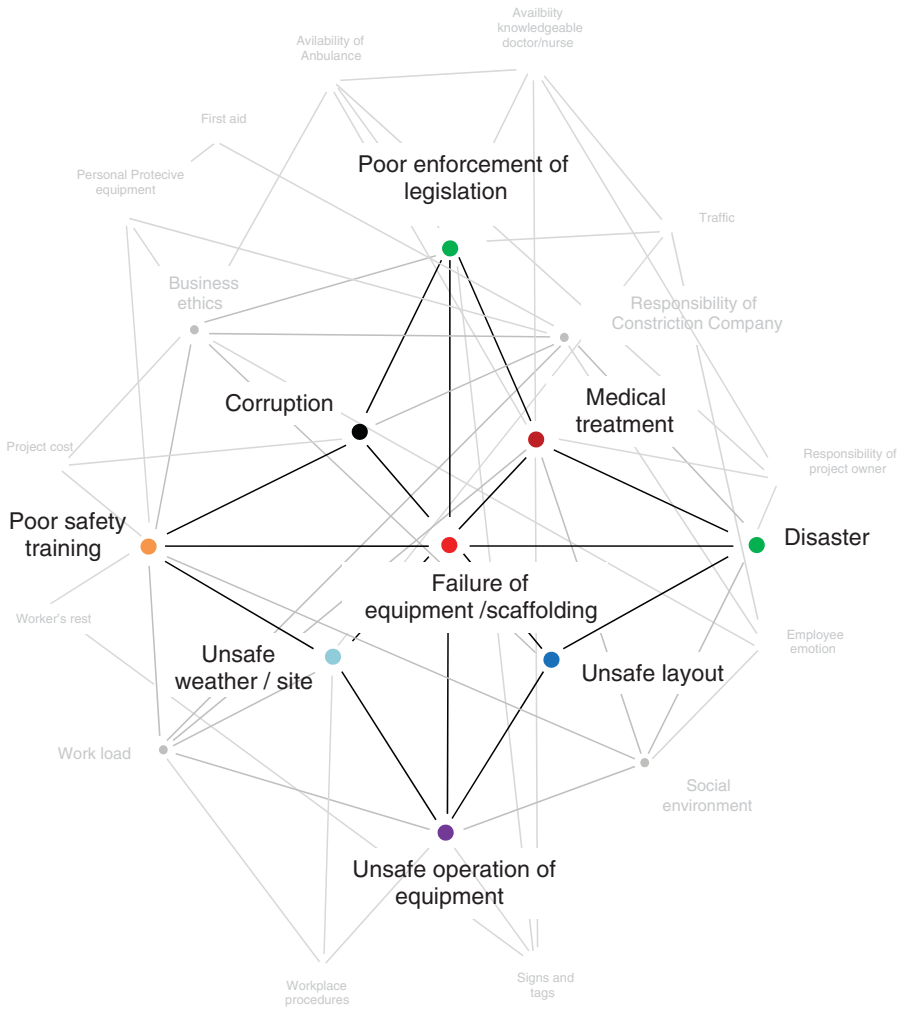 Availbiity
knowledgeable
doctor/nurse
Avilability of
Anbulance
First aid
Poor enforcement of
legislation
Personal Protecive
equipment
Traffic
Business
ethics
Responsibility of
Constriction Company
Corruption
Medical
treatment
Project cost
Responsibility of
project owner
Poor safety
training
Disaster
Failure of
equipment /scaffolding
Worker's rest
Employee
emotion
Unsafe
weather / site
Unsafe layout
Work load
Social
environment
Unsafe operation of
equipment
Workplace
procedures
Signs and
tags